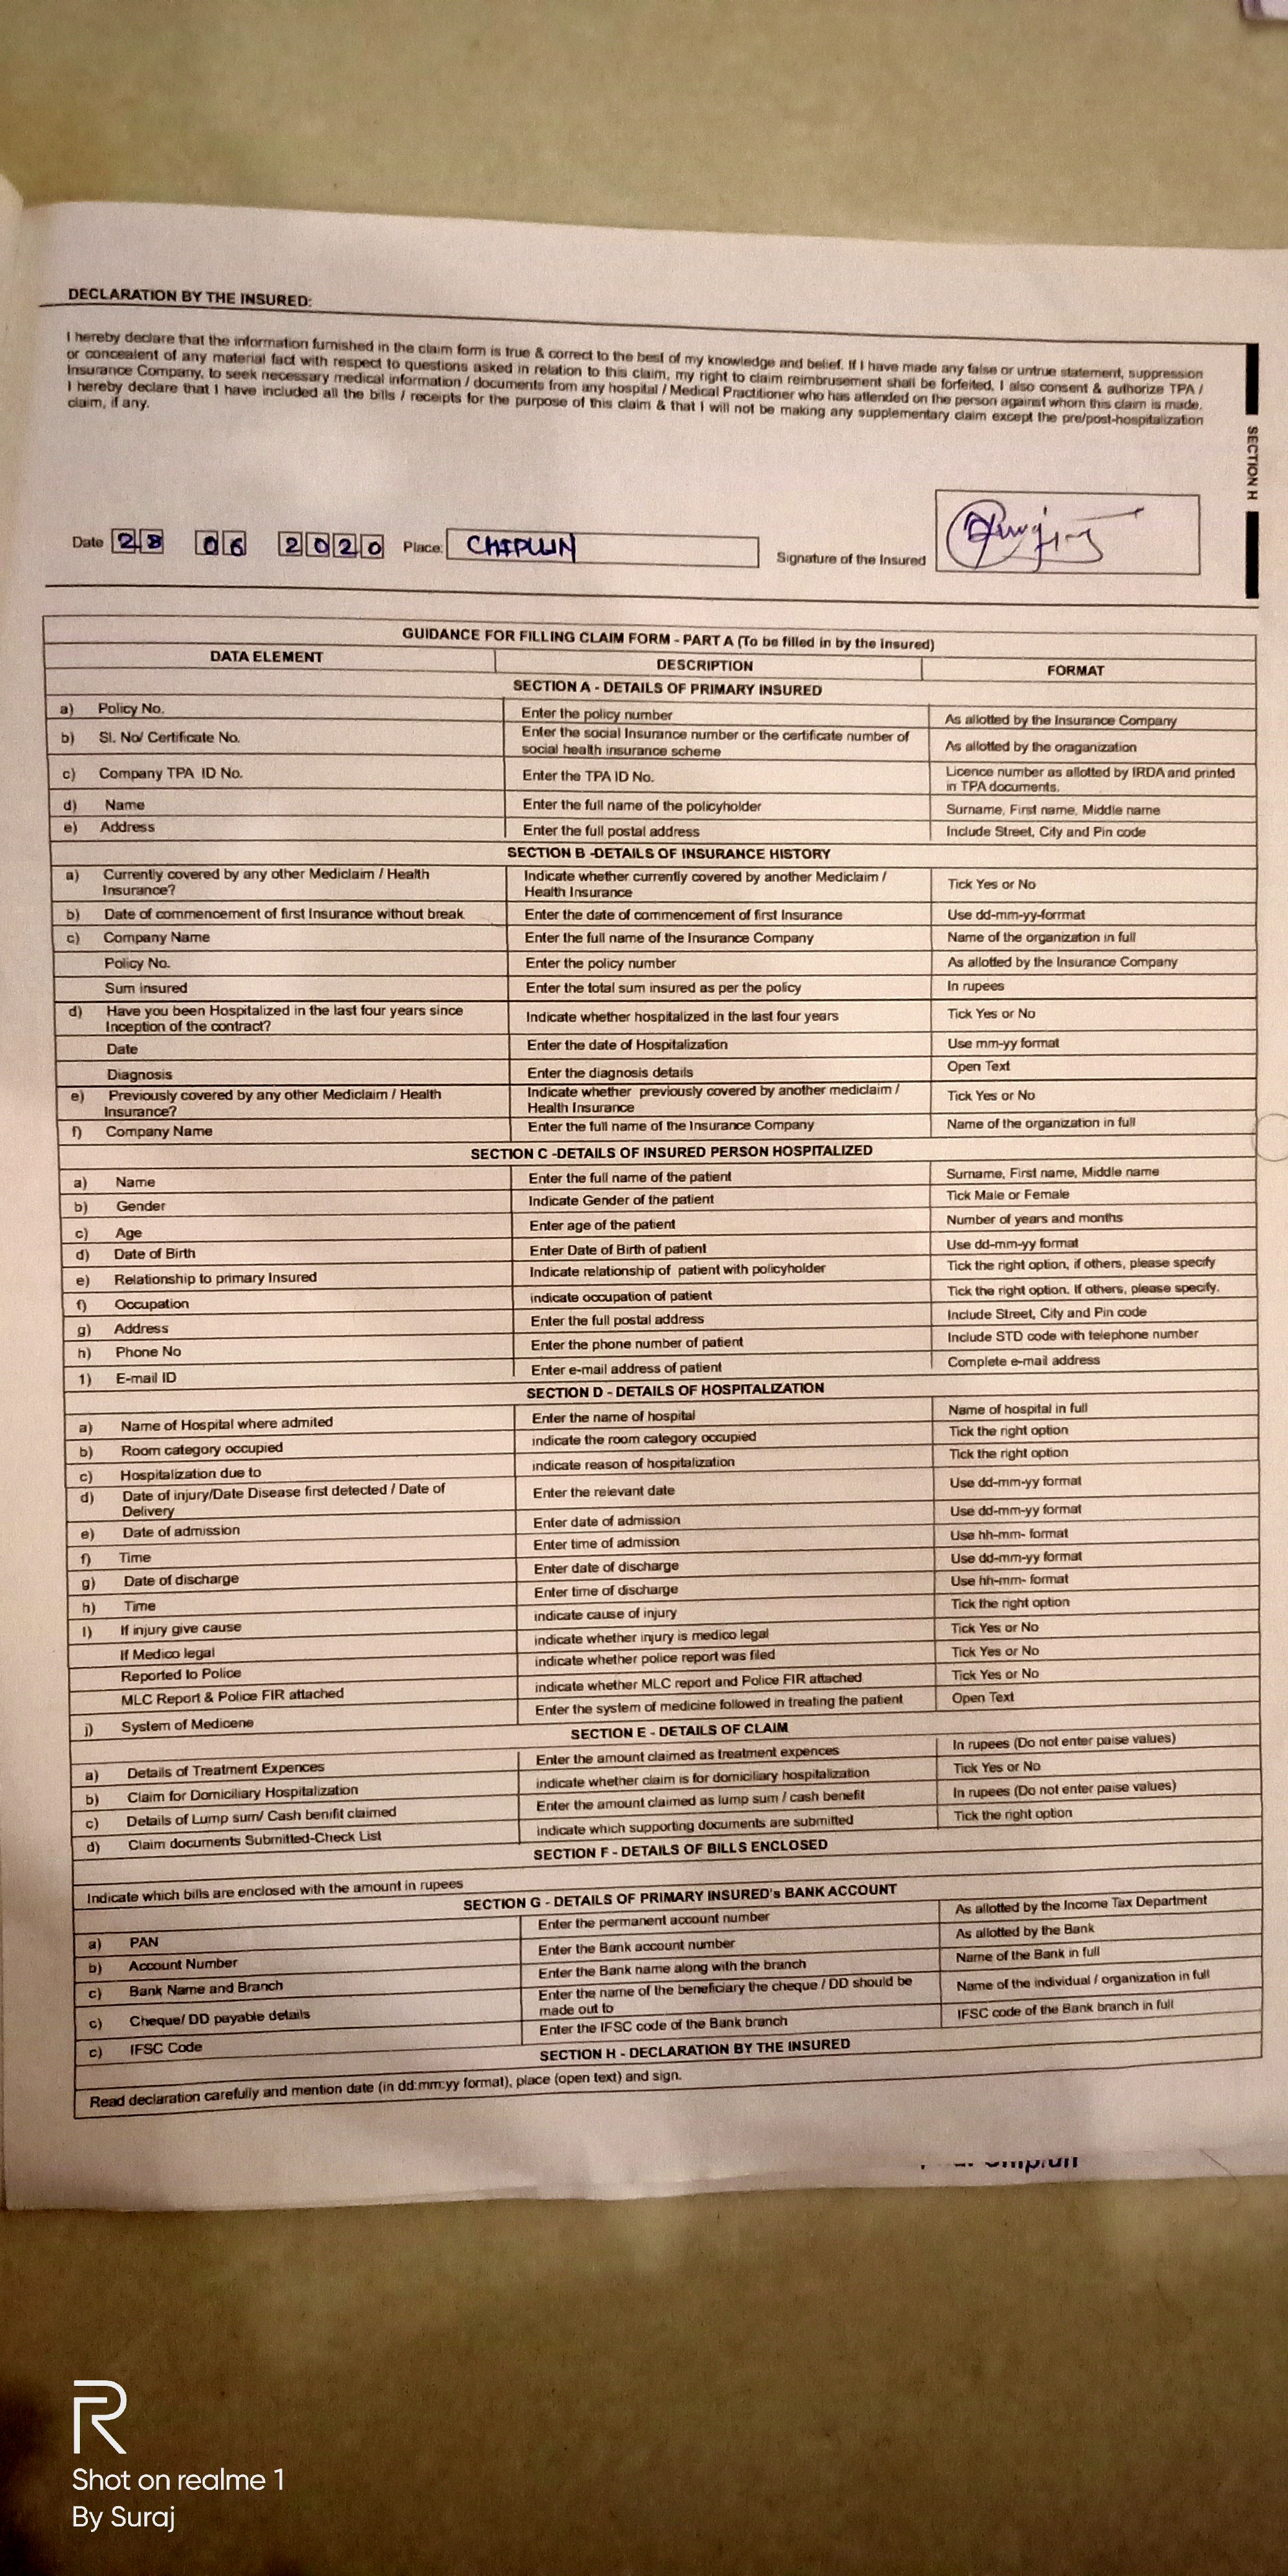 DECLARATION BY THE INSURED:
I hereby declare that the information furnished in the claim form is true & correct to the best of my knowledge and belief. If I have made any false or untrue statement, suppression
or concealent of any material fact with respect to questions asked in relation to this claim, my right to claim reimbrusement shall be forfeited. I also consent & authorize TPA /
Insurance Company, to seek necessary medical information / documents from any hospital / Medical Practitioner who has attended on the person against whom this claim is made.
I hereby declare that I have included all the bills / receipts for the purpose of this claim & that I will not be making any supplementary claim except the pre/post-hospitalization
claim, if any.
SECTION H
Date 28 06 2020 Place: CHIPLUN Signature of the Insured
GUIDANCE FOR FILLING CLAIM FORM - PART A (To be filled in by the insured)
DATA ELEMENT DESCRIPTION FORMAT
SECTION A - DETAILS OF PRIMARY INSURED
a) Policy No. Enter the policy number As allotted by the Insurance Company
b) SI. No/ Certificate No. Enter the social Insurance number or the certificate number of
social health insurance scheme As allotted by the oraganization
c) Company TPA ID No. Enter the TPA ID No. Licence number as allotted by IRDA and printed
in TPA documents.
d) Name Enter the full name of the policyholder Surname, First name, Middle name
e) Address Enter the full postal address Include Street, City and Pin code
SECTION B -DETAILS OF INSURANCE HISTORY
a) Currently covered by any other Mediclaim / Health Indicate whether currently covered by another Mediclaim /
Insurance? Health Insurance Tick Yes or No
b) Date of commencement of first Insurance without break Enter the date of commencement of first Insurance Use dd-mm-yy-forrmat
c) Company Name Enter the full name of the Insurance Company Name of the organization in full
Policy No. Enter the policy number As allotted by the Insurance Company
Sum insured Enter the total sum insured as per the policy In rupees
d) Have you been Hospitalized in the last four years since Indicate whether hospitalized in the last four years Tick Yes or No
Inception of the contract?
Date Enter the date of Hospitalization Use mm-yy format
Diagnosis Enter the diagnosis details Open Text
e) Previously covered by any other Mediclaim / Health Indicate whether previously covered by another mediclaim / Tick Yes or No
Insurance? Health Insurance
f) Company Name Enter the full name of the Insurance Company Name of the organization in full
SECTION C -DETAILS OF INSURED PERSON HOSPITALIZED
a) Name Enter the full name of the patient Surname, First name, Middle name
b) Gender Indicate Gender of the patient Tick Male or Female
c) Age Enter age of the patient Number of years and months
d) Date of Birth Enter Date of Birth of patient Use dd-mm-yy format
e) Relationship to primary Insured Indicate relationship of patient with policyholder Tick the right option, if others, please specify
f) Occupation indicate occupation of patient Tick the right option. If others, please specify.
g) Address Enter the full postal address Include Street, City and Pin code
h) Phone No Enter the phone number of patient Include STD code with telephone number
1) E-mail ID Enter e-mail address of patient Complete e-mail address
SECTION D - DETAILS OF HOSPITALIZATION
a) Name of Hospital where admited Enter the name of hospital Name of hospital in full
b) Room category occupied indicate the room category occupied Tick the right option
c) Hospitalization due to indicate reason of hospitalization Tick the right option
d) Date of injury/Date Disease first detected / Date of Enter the relevant date Use dd-mm-yy format
Delivery
e) Date of admission Enter date of admission Use dd-mm-yy format
f) Time Enter time of admission Use hh-mm- format
g) Date of discharge Enter date of discharge Use dd-mm-yy format
h) Time Enter time of discharge Use hh-mm- format
I) If injury give cause indicate cause of injury Tick the right option
If Medico legal indicate whether injury is medico legal Tick Yes or No
Reported to Police indicate whether police report was filed Tick Yes or No
MLC Report & Police FIR attached indicate whether MLC report and Police FIR attached Tick Yes or No
j) System of Medicene Enter the system of medicine followed in treating the patient Open Text
SECTION E - DETAILS OF CLAIM
a) Details of Treatment Expences Enter the amount claimed as treatment expences In rupees (Do not enter paise values)
b) Claim for Domiciliary Hospitalization indicate whether claim is for domiciliary hospitalization Tick Yes or No
c) Details of Lump sum/ Cash benifit claimed Enter the amount claimed as lump sum / cash benefit In rupees (Do not enter paise values)
d) Claim documents Submitted-Check List indicate which supporting documents are submitted Tick the right option
SECTION F - DETAILS OF BILLS ENCLOSED
Indicate which bills are enclosed with the amount in rupees
SECTION G - DETAILS OF PRIMARY INSURED's BANK ACCOUNT
a) PAN Enter the permanent account number As allotted by the Income Tax Department
b) Account Number Enter the Bank account number As allotted by the Bank
c) Bank Name and Branch Enter the Bank name along with the branch Name of the Bank in full
c) Cheque/ DD payable details Enter the name of the beneficiary the cheque / DD should be
made out to Name of the individual / organization in full
c) IFSC Code Enter the IFSC code of the Bank branch IFSC code of the Bank branch in full
SECTION H - DECLARATION BY THE INSURED
Read declaration carefully and mention date (in dd:mm:yy format), place (open text) and sign.
R
Shot on realme 1
By Suraj